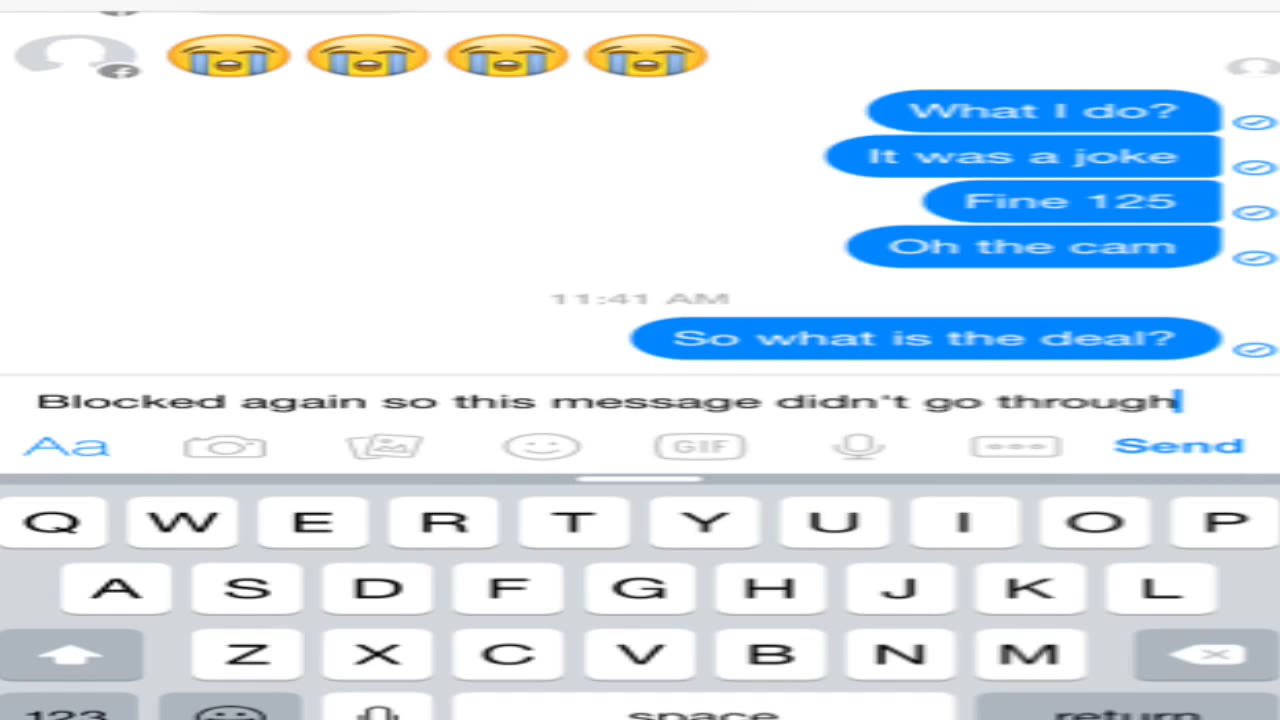 What I do?
It was a joke
Fine 125
Oh the cam
11:41 AM
So what is the deal?
Blocked again so this message didn't go through
Aa GIF Send
Q W E R T Y U I O P
A S D F G H J K L
Z X C V B N M
123 space return